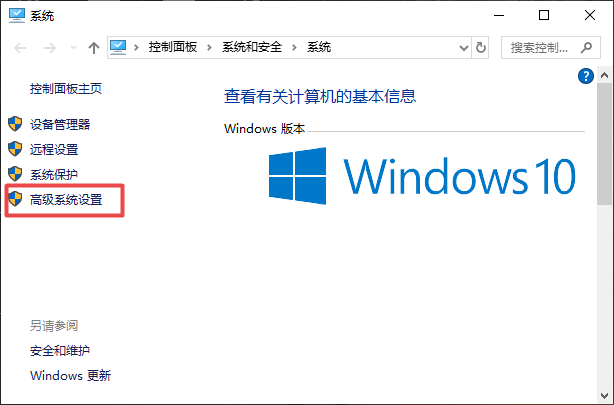 系统
控制面板 > 系统和安全 > 系统
搜索控制...
?
控制面板主页
设备管理器
远程设置
系统保护
高级系统设置
查看有关计算机的基本信息
Windows 版本
Windows 10
另请参阅
安全和维护
Windows 更新